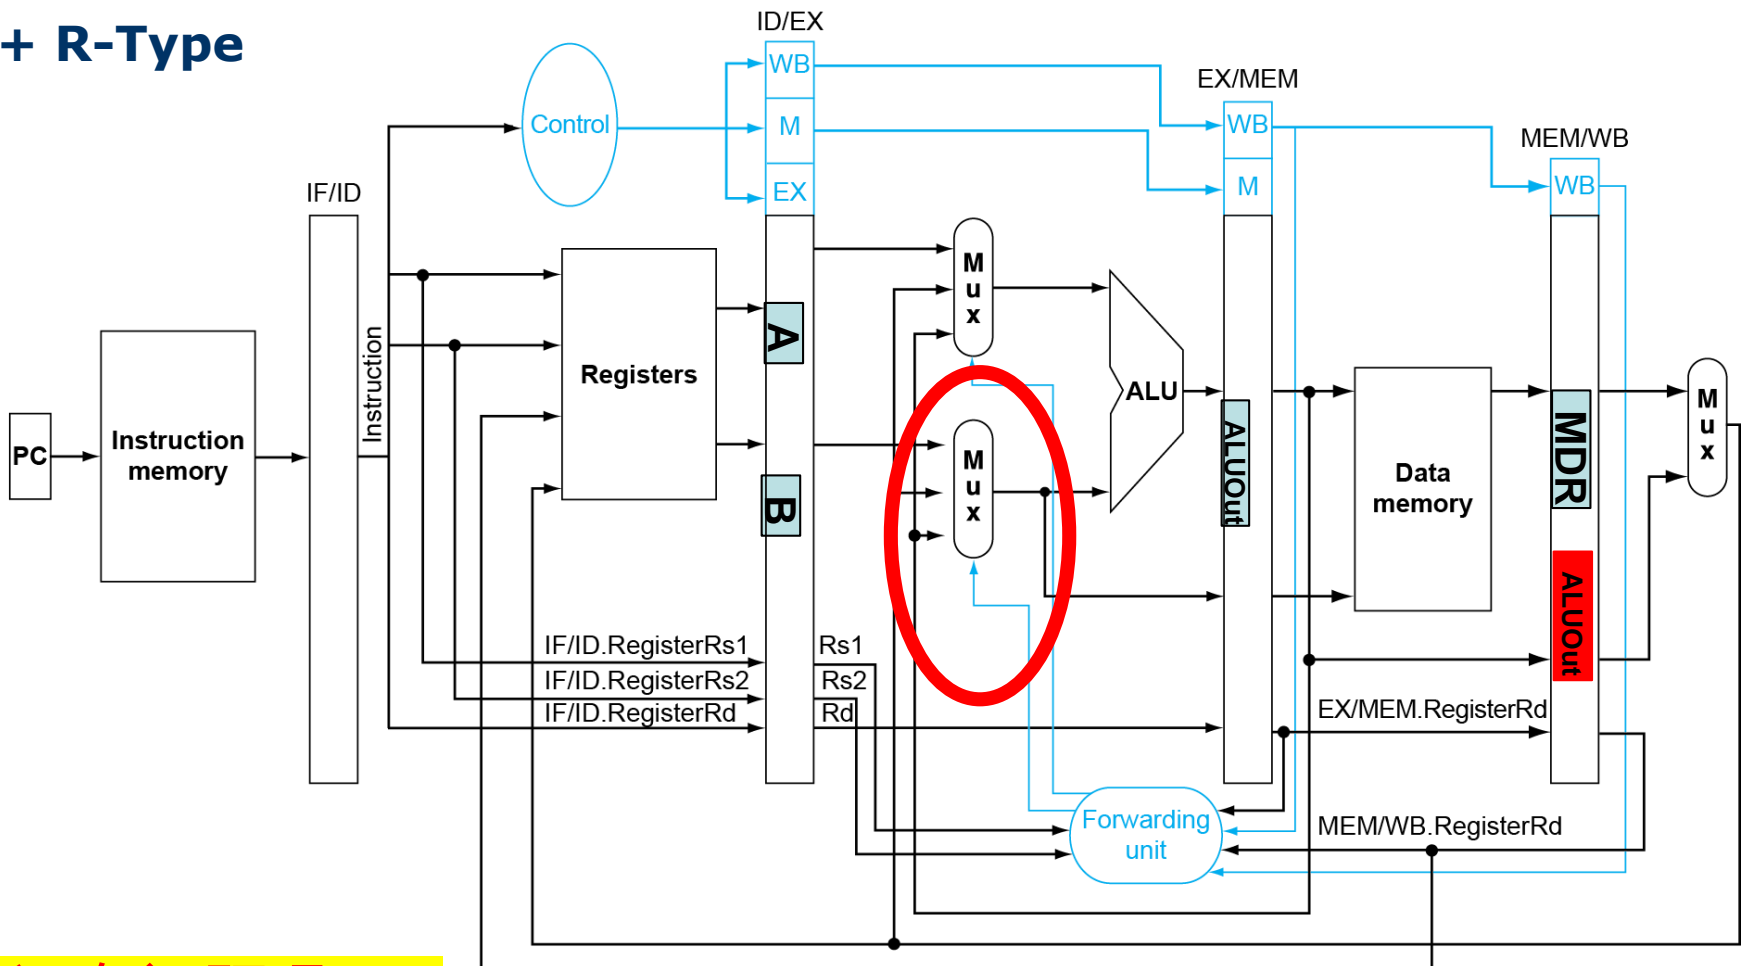 + R-Type
ID/EX
WB
M
EX
Control
EX/MEM
WB
M
MEM/WB
WB
IF/ID
Instruction
PC
Instruction
memory
Registers
A
B
M
u
x
M
u
x
ALU
ALUOut
Data
memory
MDR
ALUOut
M
u
x
IF/ID.RegisterRs1
IF/ID.RegisterRs2
IF/ID.RegisterRd
Rs1
Rs2
Rd
EX/MEM.RegisterRd
Forwarding
unit
MEM/WB.RegisterRd